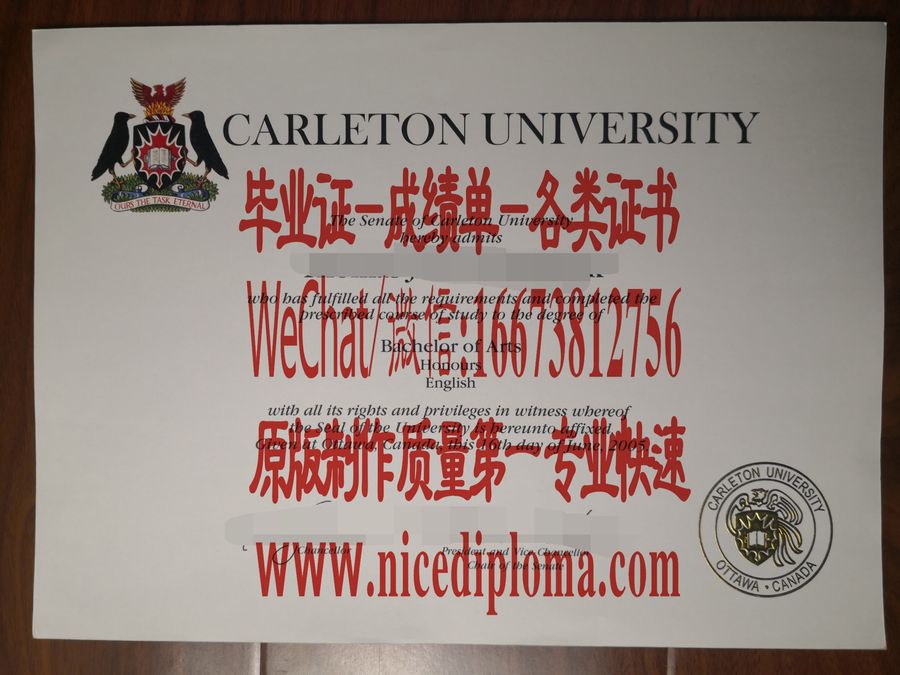 CARLETON UNIVERSITY
OURS THE TASK ETERNAL
毕业证—成绩单—各类证书
The Senate of Carleton University
hereby admits
who has fulfilled all the requirements and completed the
prescribed course of study to the degree of
WeChat/微信:16673812756
Bachelor of Arts
Honours
English
with all its rights and privileges in witness whereof
the Seal of the University is hereunto affixed.
Given at Ottawa, Canada, this 16th day of June, 2005.
原版制作质量第一专业快速
CARLETON UNIVERSITY
OTTAWA • CANADA
Chancellor
President and Vice Chancellor
Chair of the Senate
www.nicediploma.com